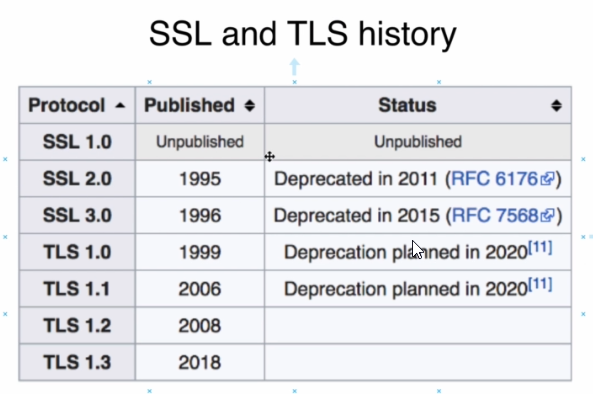 SSL and TLS history
Protocol Published Status
SSL 1.0 Unpublished Unpublished
SSL 2.0 1995 Deprecated in 2011 (RFC 6176)
SSL 3.0 1996 Deprecated in 2015 (RFC 7568)
TLS 1.0 1999 Deprecation planned in 2020[11]
TLS 1.1 2006 Deprecation planned in 2020[11]
TLS 1.2 2008
TLS 1.3 2018